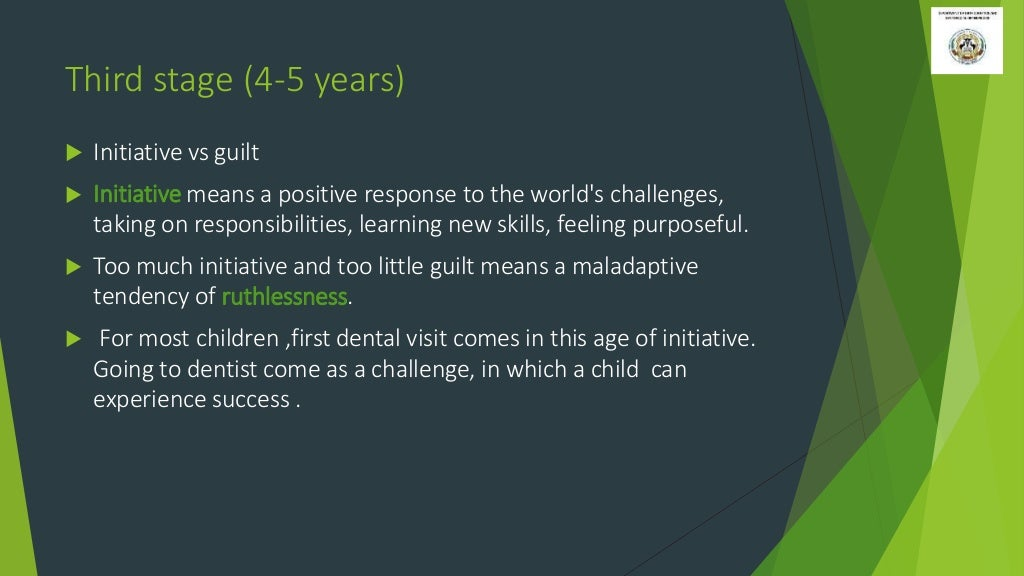 Third stage (4-5 years)
Initiative vs guilt
Initiative means a positive response to the world's challenges,
taking on responsibilities, learning new skills, feeling purposeful.
Too much initiative and too little guilt means a maladaptive
tendency of ruthlessness.
For most children ,first dental visit comes in this age of initiative.
Going to dentist come as a challenge, in which a child  can
experience success .